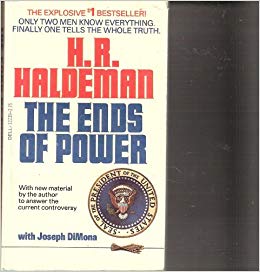 THE EXPLOSIVE #1 BESTSELLER!
ONLY TWO MEN KNOW EVERYTHING.
FINALLY ONE TELLS THE WHOLE TRUTH.
H.R.
HALDEMAN
THE ENDS
OF POWER
With new material
by the author
to answer the
current controversy
SEAL OF THE PRESIDENT OF THE UNITED STATES
with Joseph DiMona